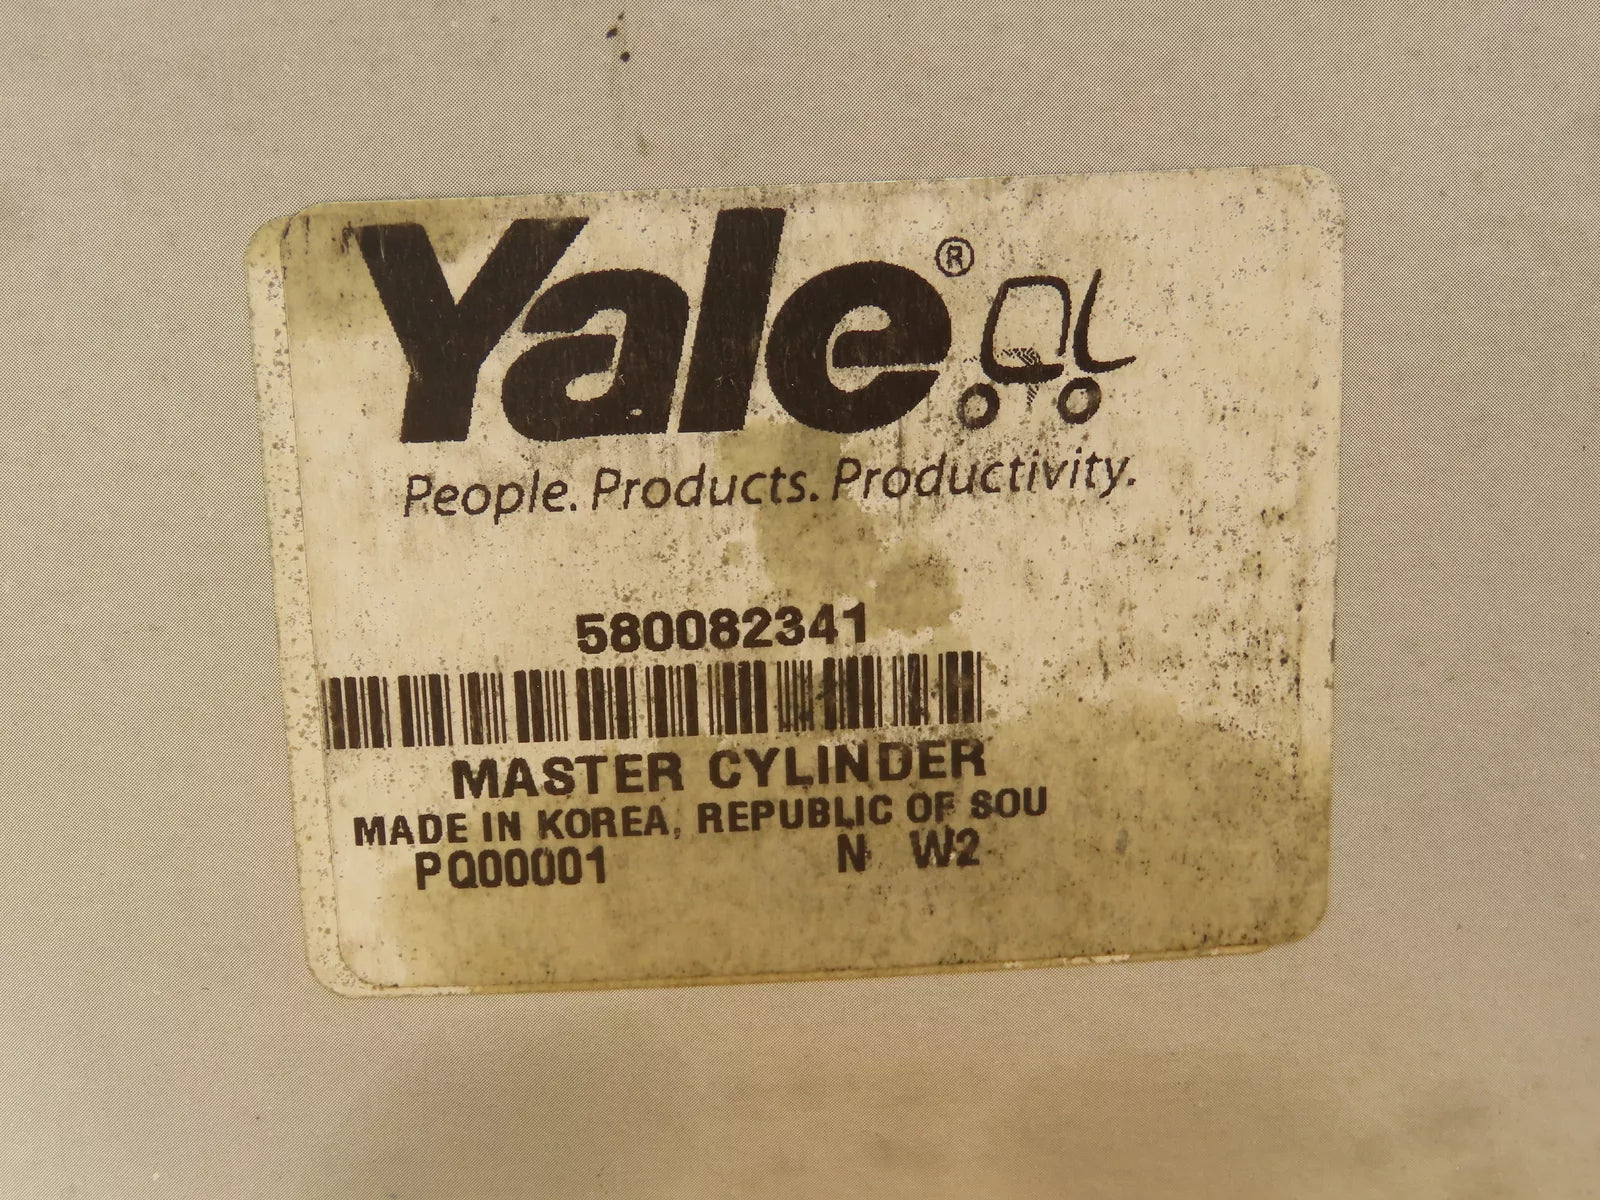 Yale®
People. Products. Productivity.
580082341
MASTER CYLINDER
MADE IN KOREA, REPUBLIC OF SOU
PQ00001 N W2